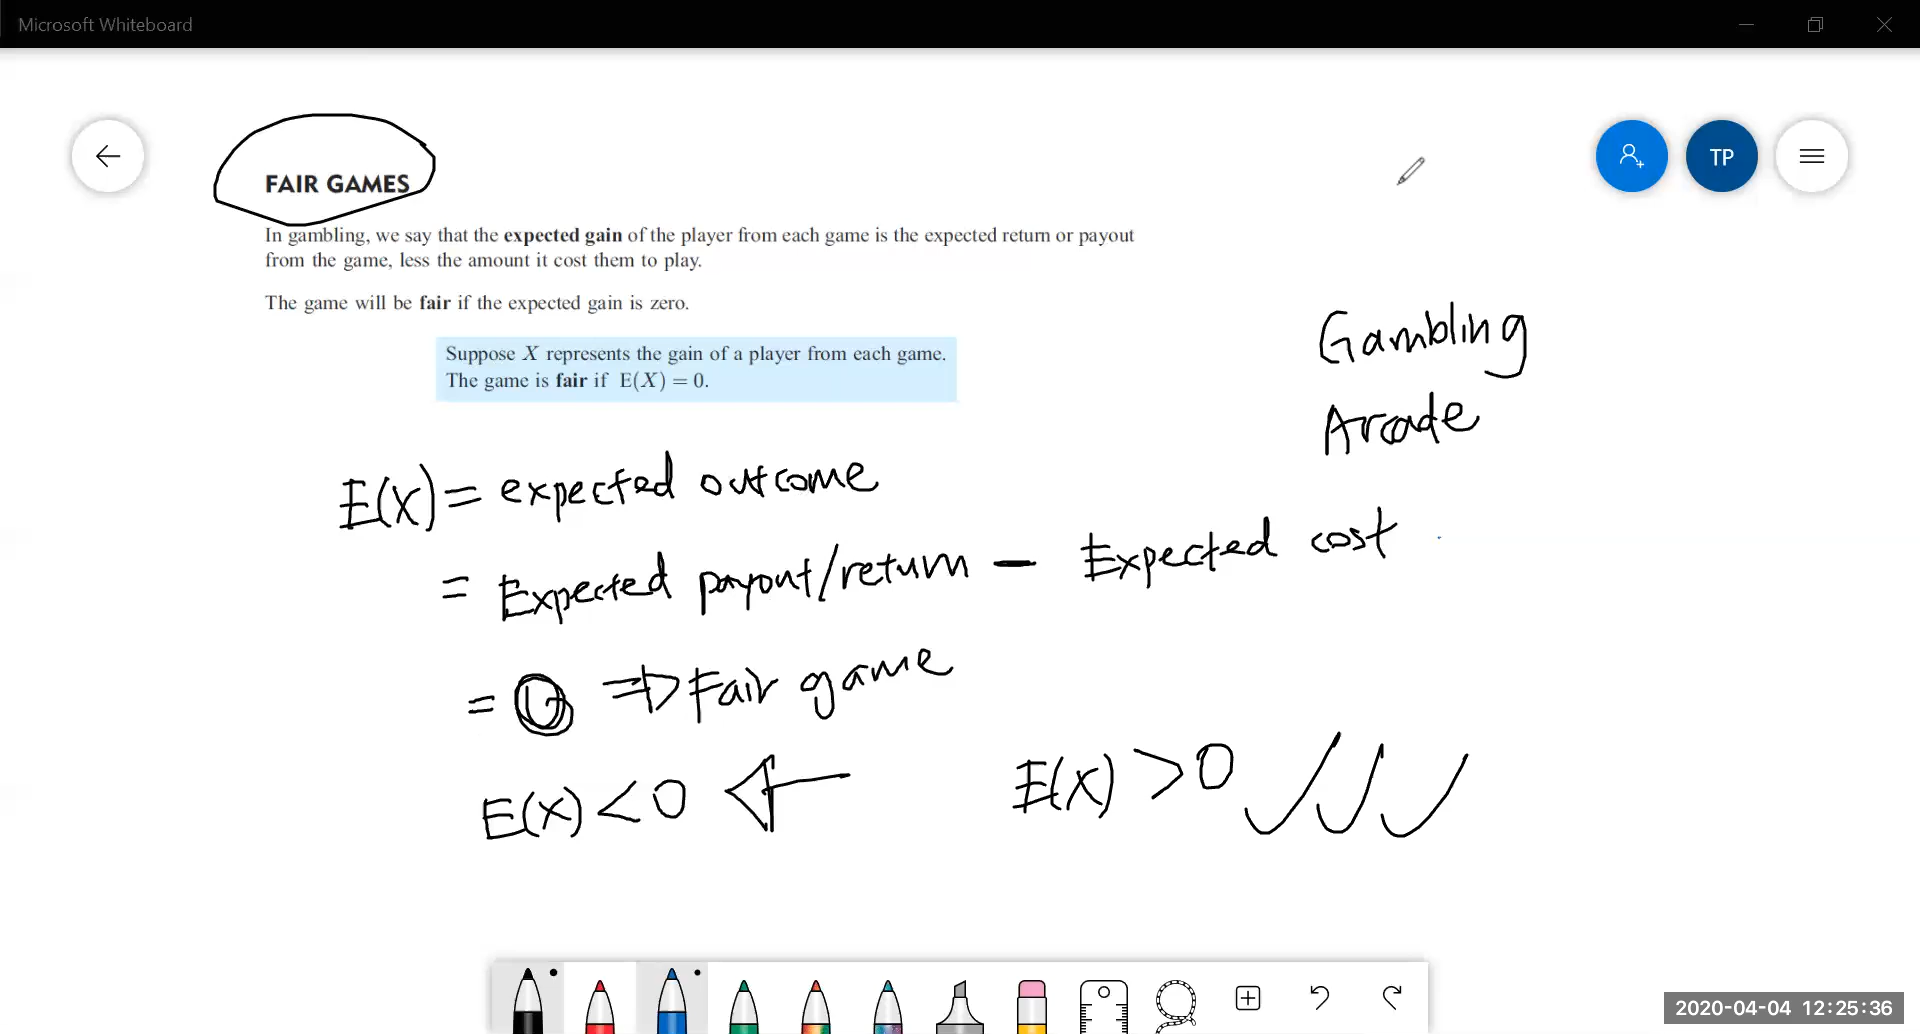 Microsoft Whiteboard
TP
FAIR GAMES
In gambling, we say that the expected gain of the player from each game is the expected return or payout
from the game, less the amount it cost them to play.
The game will be fair if the expected gain is zero.
Suppose X represents the gain of a player from each game.
The game is fair if E(X) = 0.
Gambling
Arcade
E(X) = expected outcome
= Expected payout/return - Expected cost
= 0 ⇒ Fair game
E(X) < 0 ⇐
E(X) > 0 ✓✓✓
2020-04-04 12:25:36